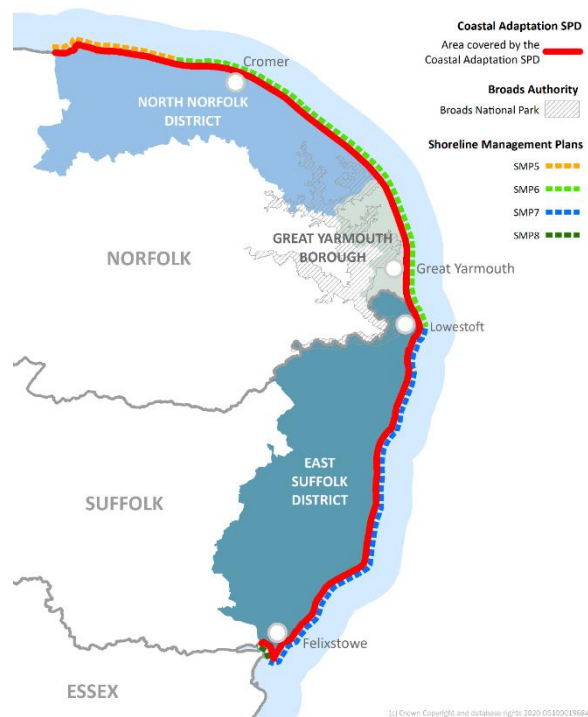 Coastal Adaptation SPD
Area covered by the
Coastal Adaptation SPD
Broads Authority
Broads National Park
Shoreline Management Plans
SMP5
SMP6
SMP7
SMP8
Cromer
NORTH NORFOLK
DISTRICT
GREAT YARMOUTH
BOROUGH
NORFOLK
Great Yarmouth
Lowestoft
EAST
SUFFOLK
DISTRICT
SUFFOLK
Felixstowe
ESSEX
(c) Crown Copyright and database rights 2020